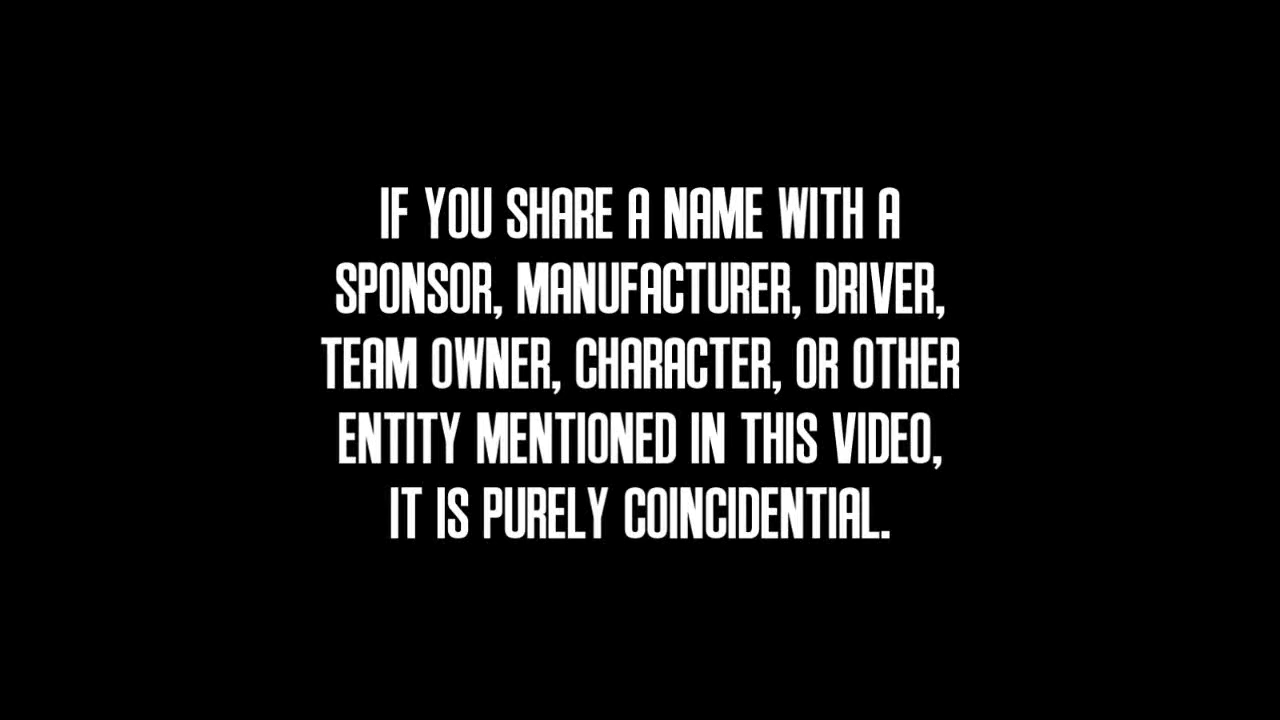 IF YOU SHARE A NAME WITH A
SPONSOR, MANUFACTURER, DRIVER,
TEAM OWNER, CHARACTER, OR OTHER
ENTITY MENTIONED IN THIS VIDEO,
IT IS PURELY COINCIDENTIAL.